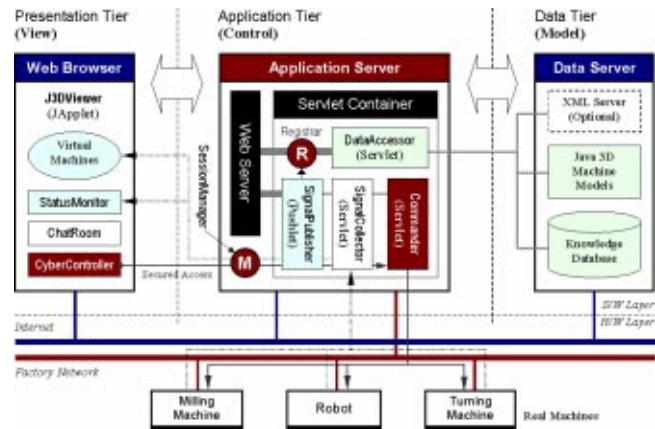 Presentation Tier
(View)
Application Tier
(Control)
Data Tier
(Model)
Web Browser
J3DViewer
(JApplet)
Virtual
Machines
StatusMonitor
ChatRoom
CyberController
SessionManager
Secured Access
Application Server
Web Server
Servlet Container
Registrar
R
DataAccessor
(Servlet)
SignalPublisher
(Pushlet)
SignalCollector
(Servlet)
Commander
(Servlet)
M
Data Server
XML Server
(Optional)
Java 3D
Machine
Models
Knowledge
Database
S/W Layer
H/W Layer
Internet
Factory Network
Milling
Machine
Robot
Turning
Machine
Real Machines